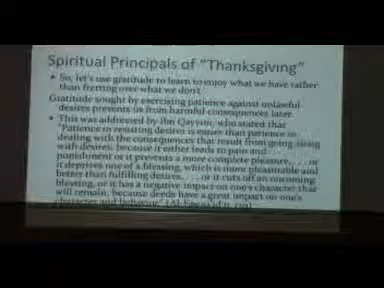 Spiritual Principals of "Thanksgiving"
• So, let's use gratitude to learn to enjoy what we have rather
than fretting over what we don't
Gratitude sought by exercising patience against unlawful
desires prevents us from harmful consequences later.
• This was addressed by Ibn Qayyim, who stated that
"Patience in resisting desires is easier than patience in
dealing with the consequences that result from going along
with desires, because it either leads to pain and
punishment or it prevents a more complete pleasure, . . . . or
it deprives one of a blessing, which is more pleasurable and
better than fulfilling desires, . . . . or it cuts off an oncoming
blessing, or it has a negative impact on one's character that
will remain, because deeds have a great impact on one's
character and behavior"